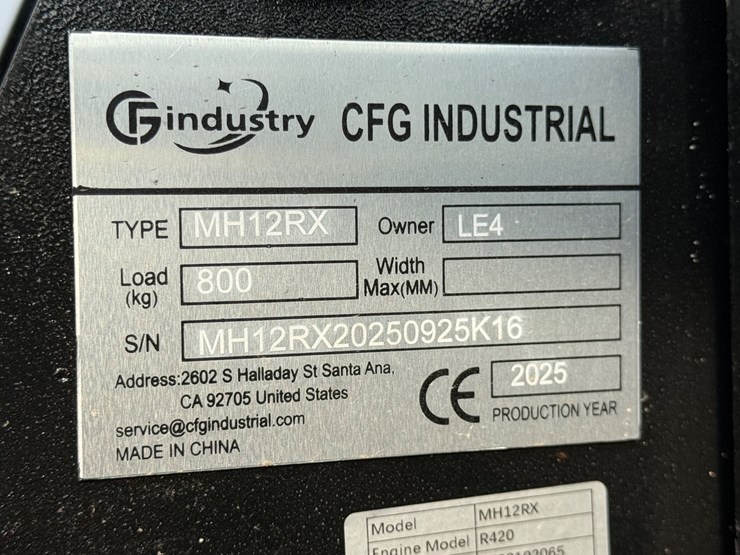 GFindustry CFG INDUSTRIAL
TYPE MH12RX Owner LE4
Load (kg) 800 Width Max(MM)
S/N MH12RX20250925K16
Address:2602 S Halladay St Santa Ana,
CA 92705 United States
service@cfgindustrial.com
MADE IN CHINA
CE 2025
PRODUCTION YEAR
Model MH12RX
Engine Model R420